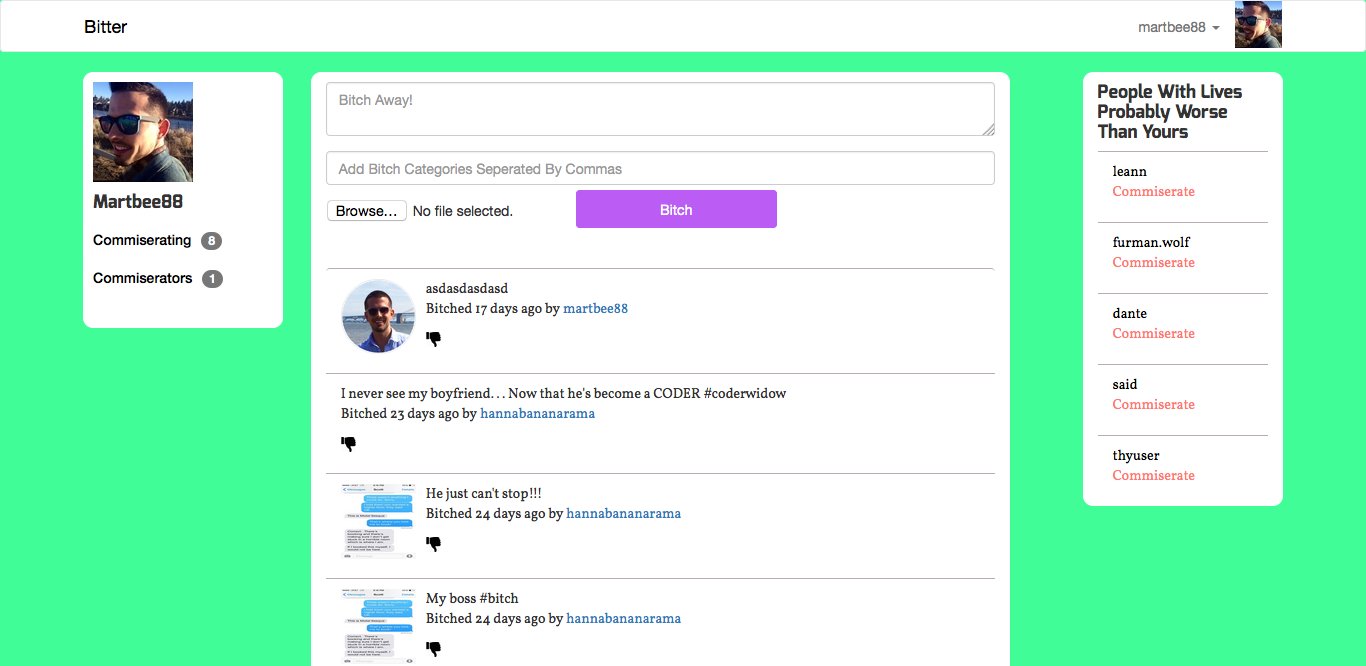 Bitter
martbee88
Martbee88
Commiserating 8
Commiserators 1
Bitch Away!
Add Bitch Categories Seperated By Commas
Browse... No file selected.
Bitch
asdasdasdasd
Bitched 17 days ago by martbee88
I never see my boyfriend... Now that he's become a CODER #coderwidow
Bitched 23 days ago by hannabananarama
He just can't stop!!!
Bitched 24 days ago by hannabananarama
My boss #bitch
Bitched 24 days ago by hannabananarama
People With Lives
Probably Worse
Than Yours
leann
Commiserate
furman.wolf
Commiserate
dante
Commiserate
said
Commiserate
thyuser
Commiserate